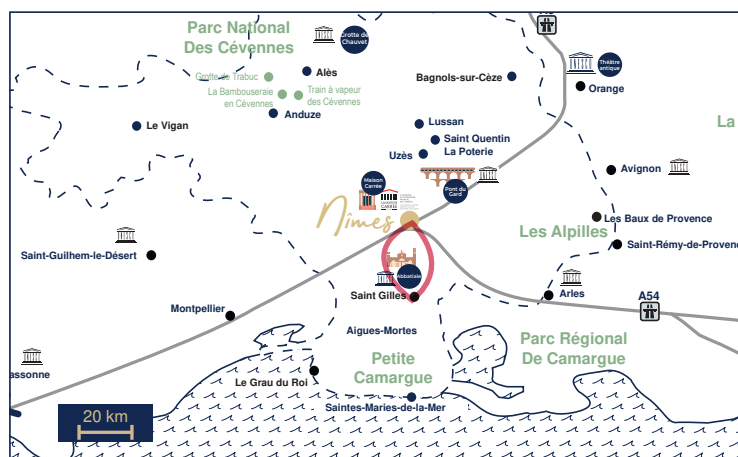 Parc National
Des Cévennes
Grotte de
Chauvet
Théâtre
antique
Grotte de Trabuc
Alès
Bagnols-sur-Cèze
Orange
La Bambouseraie
en Cévennes
Train à vapeur
des Cévennes
Anduze
Lussan
La
Le Vigan
Saint Quentin
La Poterie
Uzès
Avignon
Maison
Carrée
Pont du
Gard
Nîmes
Les Baux de Provence
Les Alpilles
Saint-Rémy-de-Provenc
Saint-Guilhem-le-Désert
Abbatiale
Saint Gilles
Arles
A54
Montpellier
Aigues-Mortes
Parc Régional
De Camargue
assonne
Petite
Camargue
Le Grau du Roi
Saintes-Maries-de-la-Mer
20 km